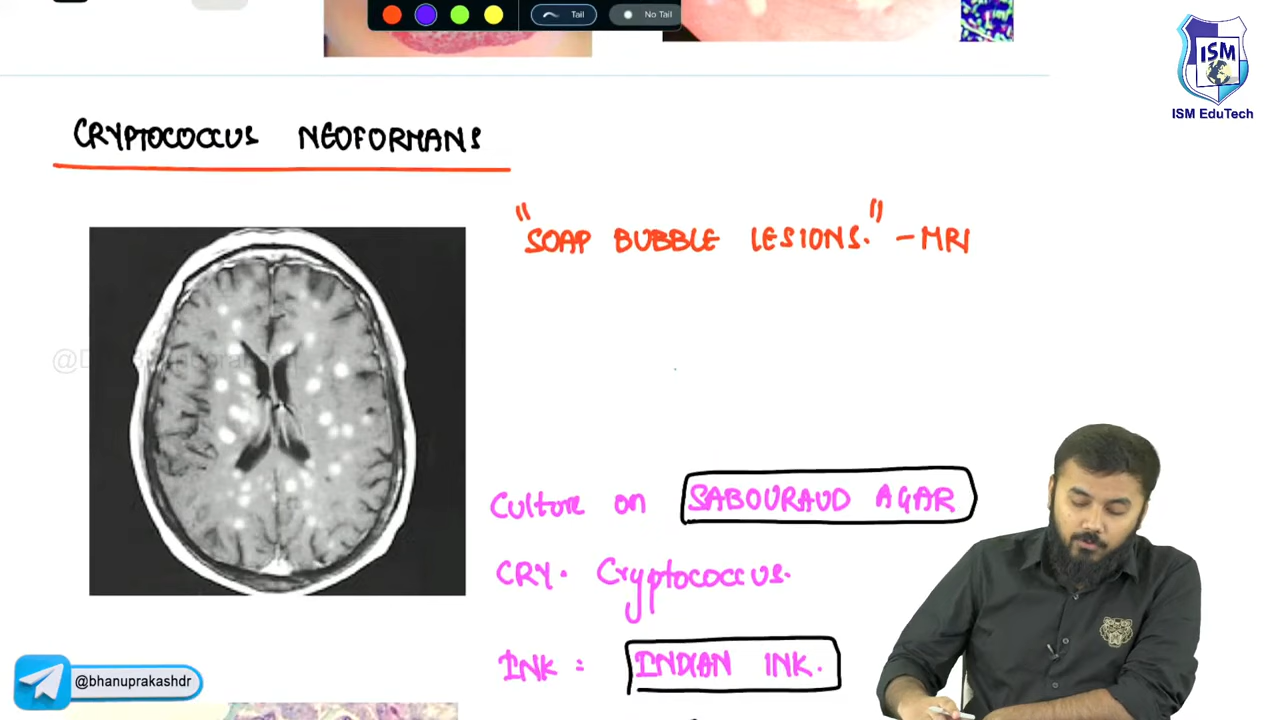 Tail
No Tail
ISM
ISM EduTech
CRYPTOCOCCUS NEOFORMANS
"SOAP BUBBLE LESIONS." - MRI
Culture on SABOURAUD AGAR
CRY. Cryptococcus.
INK = INDIAN INK.
@bhanuprakashdr